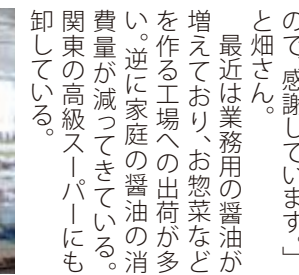 ので、感謝しています。」
と畑さん。
最近は業務用の醤油が
増えており、お惣菜など
を作る工場への出荷が多
い。逆に家庭の醤油の消
費量が減ってきている。
関東の高級スーパーにも
卸している。